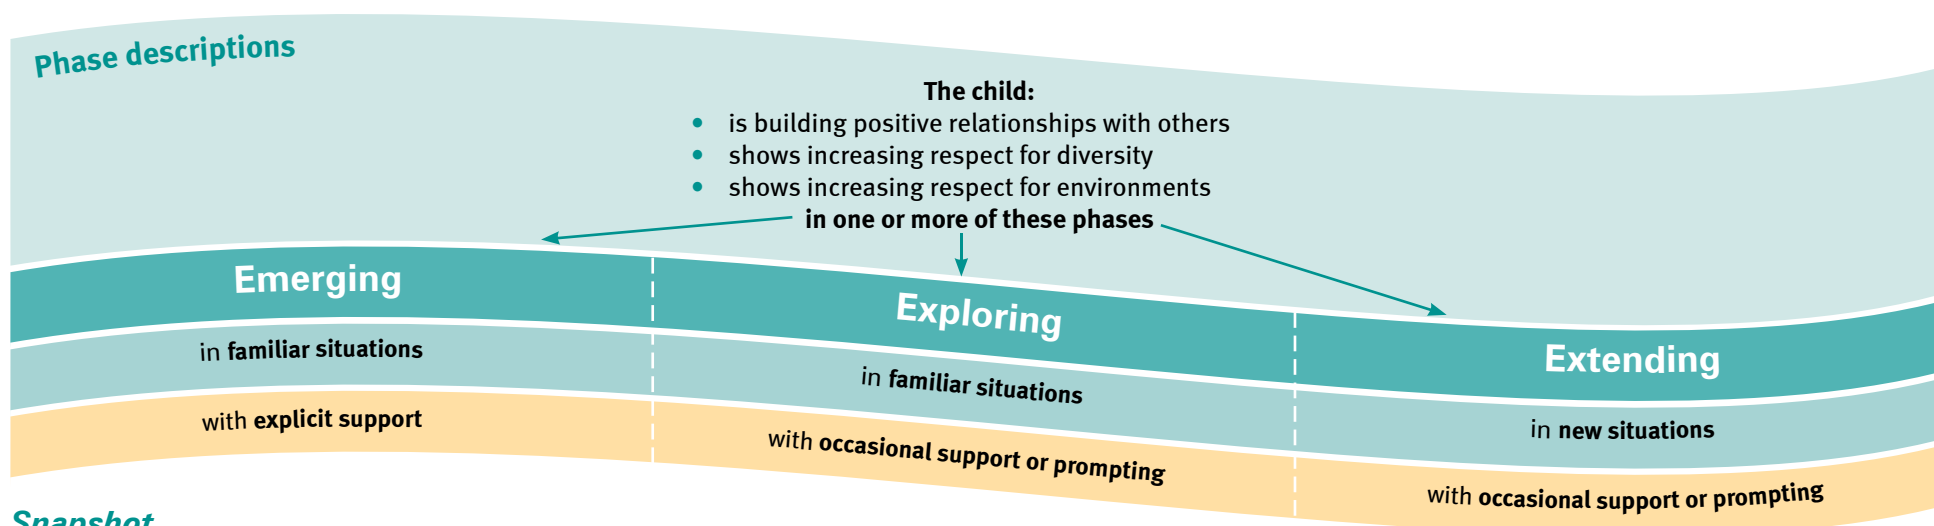 Phase descriptions
The child:
• is building positive relationships with others
• shows increasing respect for diversity
• shows increasing respect for environments
in one or more of these phases
Emerging
Exploring
Extending
in familiar situations
in familiar situations
in new situations
with explicit support
with occasional support or prompting
with occasional support or prompting
Snapshot